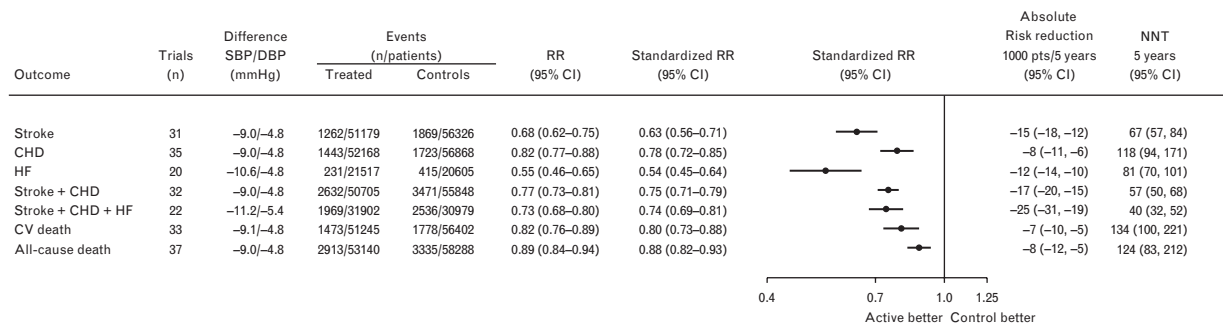 Absolute
Difference Events Risk reduction NNT
Trials SBP/DBP (n/patients) RR Standardized RR Standardized RR 1000 pts/5 years 5 years
Outcome (n) (mmHg) Treated Controls (95% CI) (95% CI) (95% CI) (95% CI) (95% CI)
Stroke 31 −9.0/−4.8 1262/51179 1869/56326 0.68 (0.62–0.75) 0.63 (0.56–0.71) −15 (−18, −12) 67 (57, 84)
CHD 35 −9.0/−4.8 1443/52168 1723/56868 0.82 (0.77–0.88) 0.78 (0.72–0.85) −8 (−11, −6) 118 (94, 171)
HF 20 −10.6/−4.8 231/21517 415/20605 0.55 (0.46–0.65) 0.54 (0.45–0.64) −12 (−14, −10) 81 (70, 101)
Stroke + CHD 32 −9.0/−4.8 2632/50705 3471/55848 0.77 (0.73–0.81) 0.75 (0.71–0.79) −17 (−20, −15) 57 (50, 68)
Stroke + CHD + HF 22 −11.2/−5.4 1969/31902 2536/30979 0.73 (0.68–0.80) 0.74 (0.69–0.81) −25 (−31, −19) 40 (32, 52)
CV death 33 −9.1/−4.8 1473/51245 1778/56402 0.82 (0.76–0.89) 0.80 (0.73–0.88) −7 (−10, −5) 134 (100, 221)
All-cause death 37 −9.0/−4.8 2913/53140 3335/58288 0.89 (0.84–0.94) 0.88 (0.82–0.93) −8 (−12, −5) 124 (83, 212)
0.4 0.7 1.0 1.25
Active better Control better